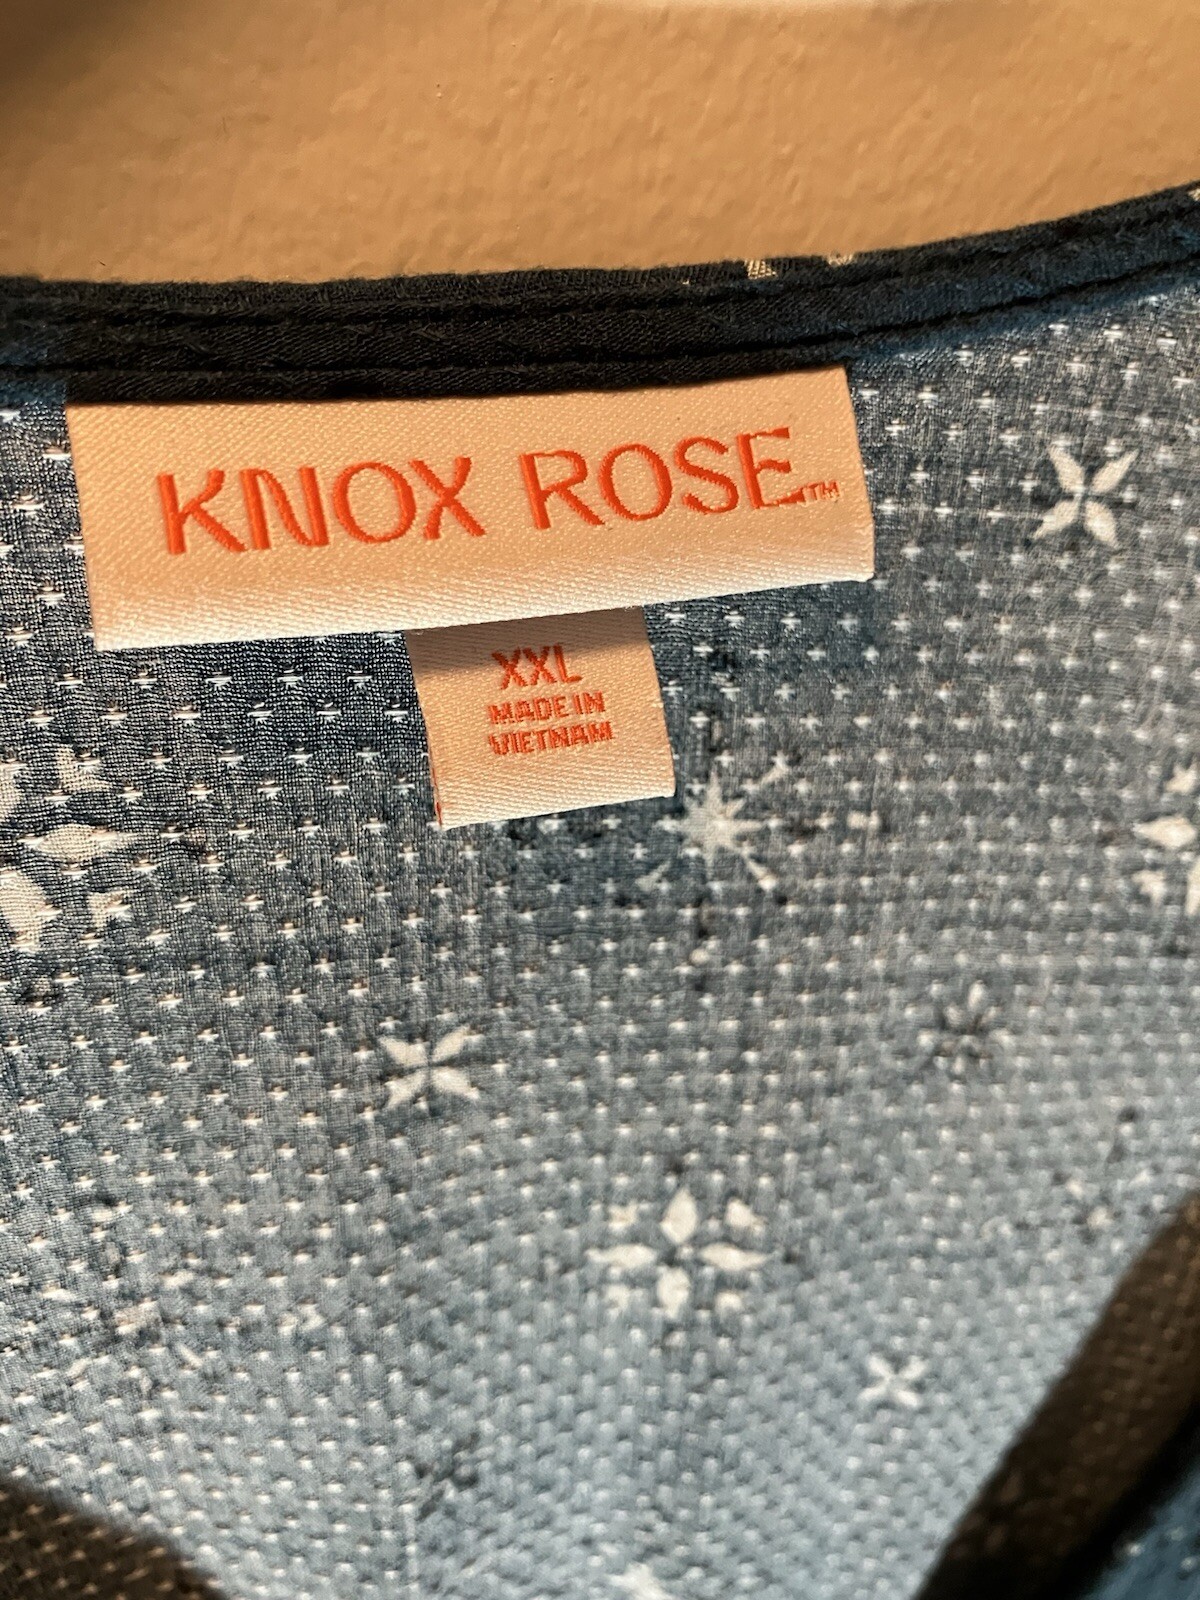 KNOX ROSE™
XXL
MADE IN
VIETNAM